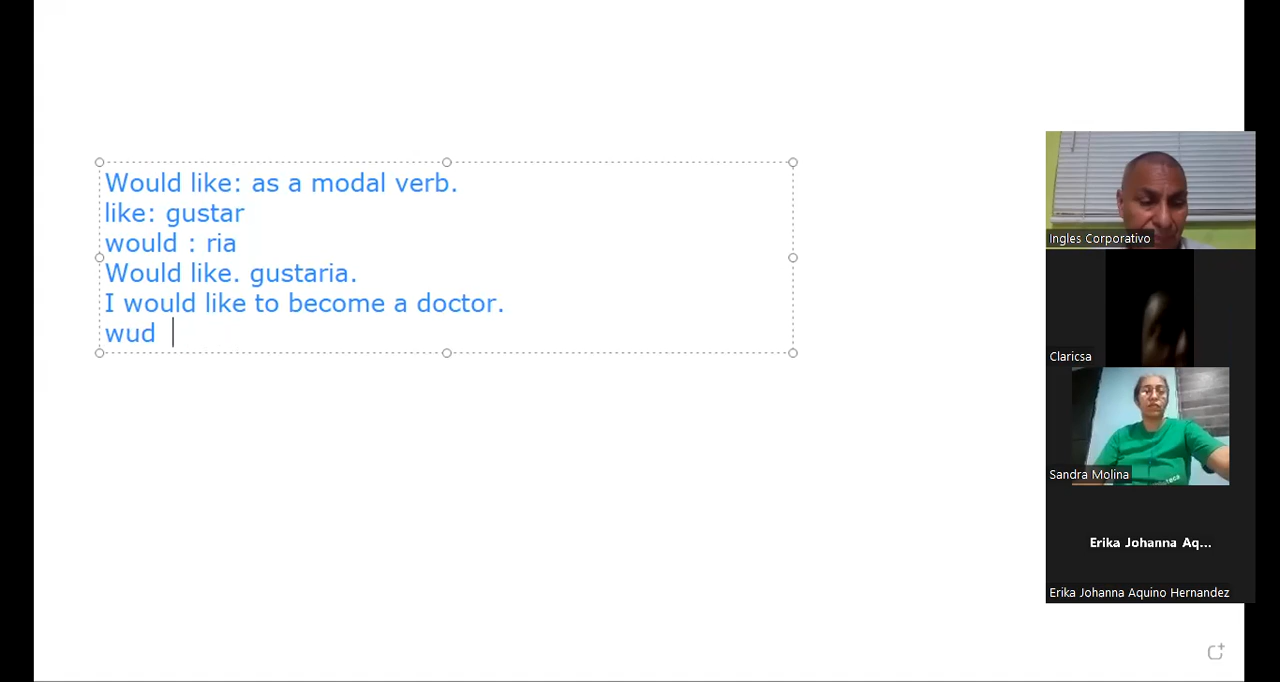 Would like: as a modal verb.
like: gustar
would : ria
Would like. gustaria.
I would like to become a doctor.
wud
Ingles Corporativo
Claricsa
Sandra Molina
Erika Johanna Aq...
Erika Johanna Aquino Hernandez